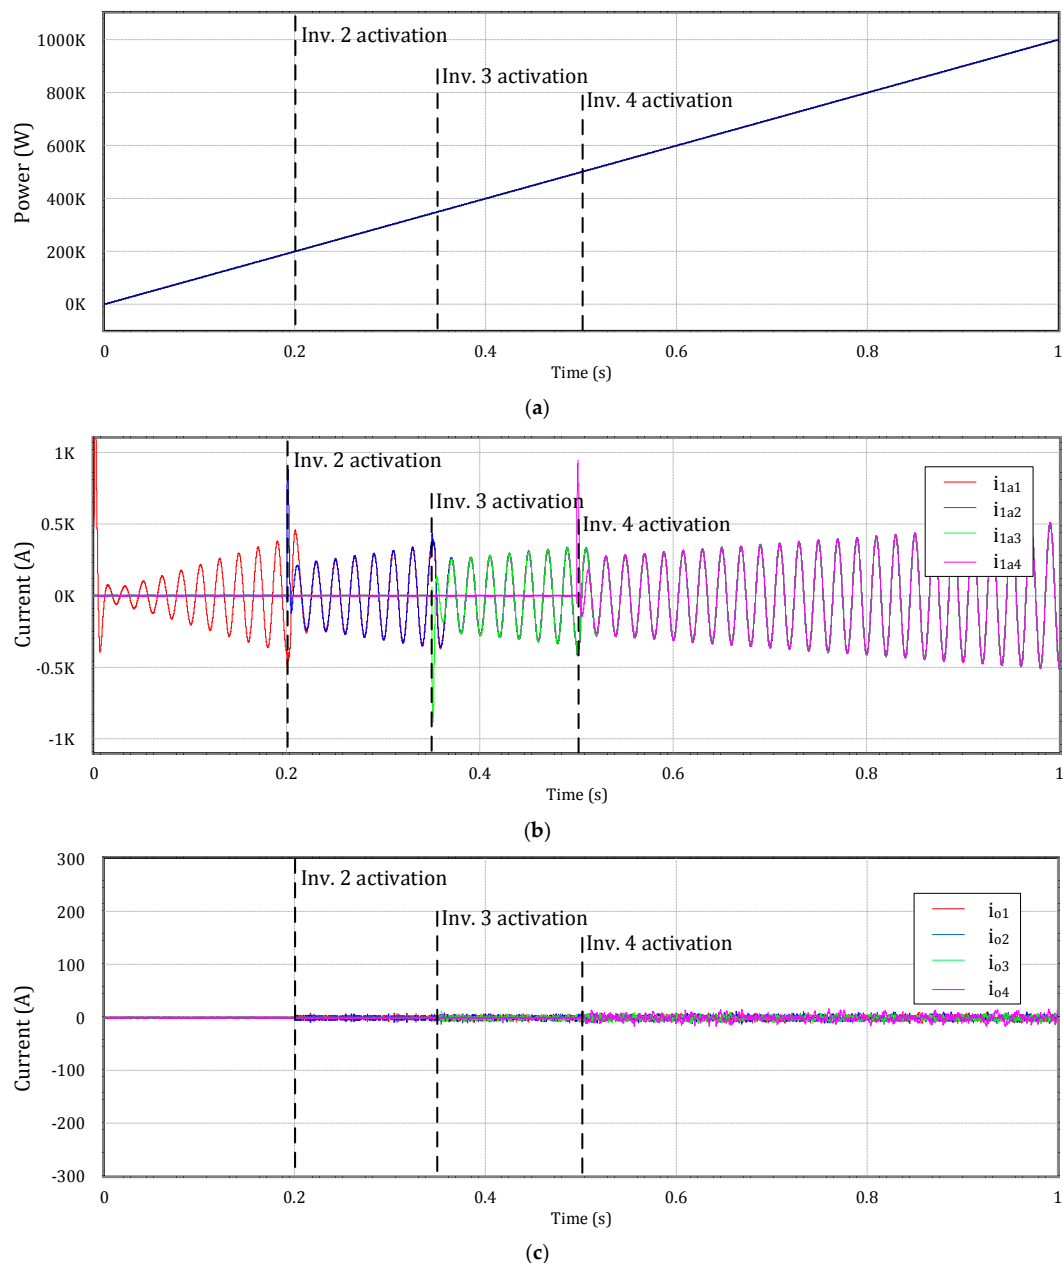 1000K
800K
600K
400K
200K
0K
Power (W)
Inv. 2 activation
Inv. 3 activation
Inv. 4 activation
0 0.2 0.4 0.6 0.8 1
Time (s)
(a)
1K
0.5K
0K
-0.5K
-1K
Current (A)
Inv. 2 activation
Inv. 3 activation
Inv. 4 activation
i1a1
i1a2
i1a3
i1a4
0 0.2 0.4 0.6 0.8 1
Time (s)
(b)
300
200
100
0
-100
-200
-300
Current (A)
Inv. 2 activation
Inv. 3 activation
Inv. 4 activation
io1
io2
io3
io4
0 0.2 0.4 0.6 0.8 1
Time (s)
(c)